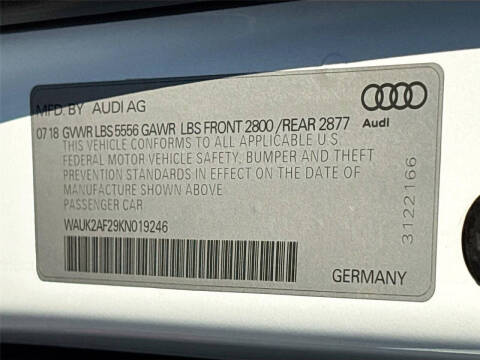 MFD. BY AUDI AG
07 18 GVWR LBS 5556 GAWR LBS FRONT 2800 / REAR 2877
THIS VEHICLE CONFORMS TO ALL APPLICABLE U.S.
FEDERAL MOTOR VEHICLE SAFETY, BUMPER AND THEFT
PREVENTION STANDARDS IN EFFECT ON THE DATE OF
MANUFACTURE SHOWN ABOVE.
PASSENGER CAR
WAUK2AF29KN019246
GERMANY
Audi
3122166